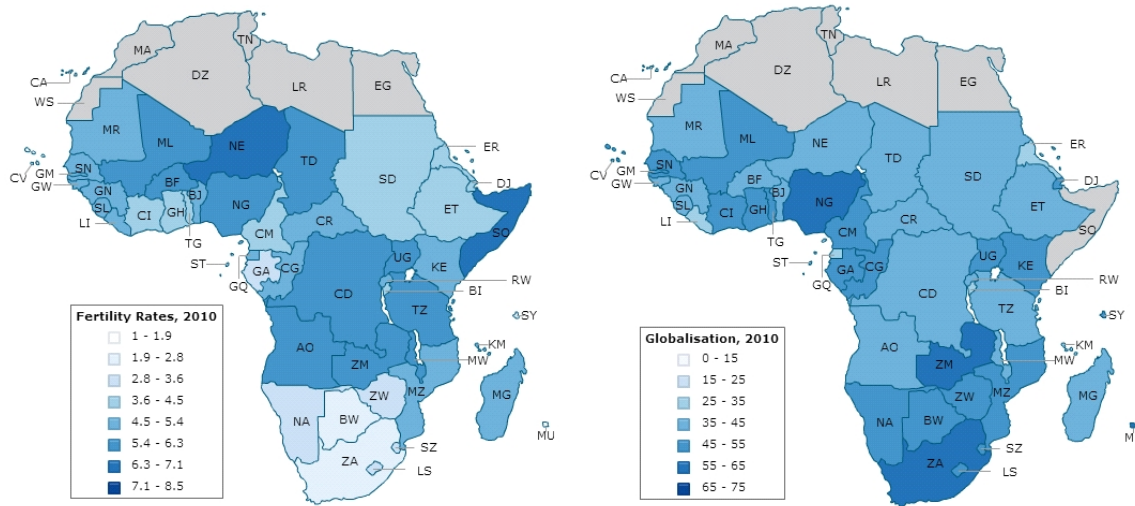 MA
TN
DZ
LR
EG
CA
WS
MR
ML
NE
TD
SD
ER
CV
SN
GM
GW
GN
SL
LI
BF
BJ
CI
GH
TG
NG
CM
CR
ET
DJ
SO
ST
GQ
GA
CG
CD
UG
KE
RW
BI
TZ
SY
AO
ZM
KM
MW
MZ
ZW
NA
BW
MG
MU
ZA
SZ
LS
Fertility Rates, 2010
1 - 1.9
1.9 - 2.8
2.8 - 3.6
3.6 - 4.5
4.5 - 5.4
5.4 - 6.3
6.3 - 7.1
7.1 - 8.5
MA
TN
DZ
LR
EG
CA
WS
MR
ML
NE
TD
SD
ER
CV
SN
GM
GW
GN
SL
LI
BF
BJ
CI
GH
TG
NG
CM
CR
ET
DJ
SO
ST
GQ
GA
CG
CD
UG
KE
RW
BI
TZ
SY
AO
ZM
KM
MW
MZ
ZW
NA
BW
MG
ZA
SZ
LS
Globalisation, 2010
0 - 15
15 - 25
25 - 35
35 - 45
45 - 55
55 - 65
65 - 75